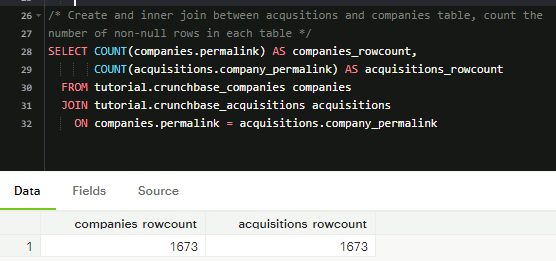 26 /* Create and inner join between acqusitions and companies table, count the
27 number of non-null rows in each table */
28 SELECT COUNT(companies.permalink) AS companies_rowcount,
29 COUNT(acquisitions.company_permalink) AS acquisitions_rowcount
30 FROM tutorial.crunchbase_companies companies
31 JOIN tutorial.crunchbase_acquisitions acquisitions
32 ON companies.permalink = acquisitions.company_permalink
Data Fields Source
companies rowcount acquisitions rowcount
1 1673 1673